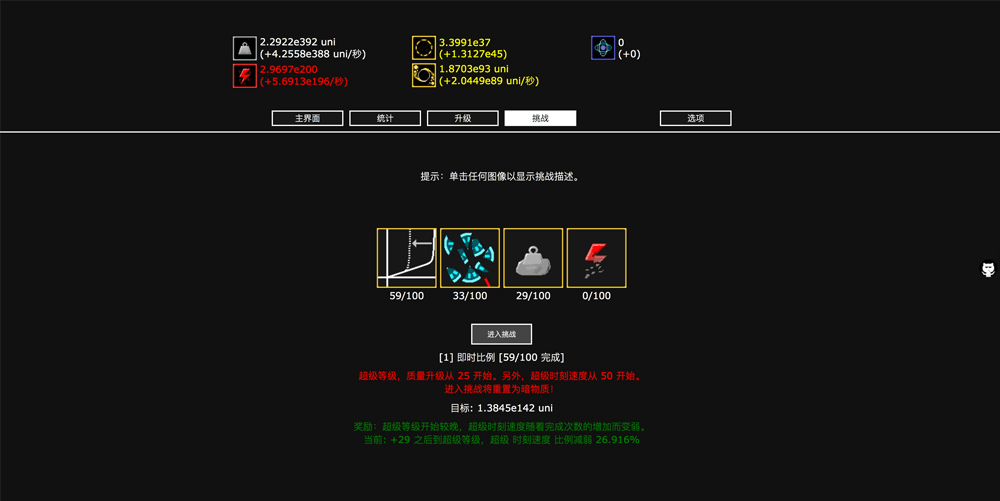 2.2922e392 uni
(+4.2558e388 uni/秒)
3.3991e37
(+1.3127e45)
0
(+0)
2.9697e200
(+5.6913e196/秒)
1.8703e93 uni
(+2.0449e89 uni/秒)
主界面
统计
升级
挑战
选项
提示：单击任何图像以显示挑战描述。
59/100
33/100
29/100
0/100
进入挑战
[1] 即时比例 [59/100 完成]
超级等级，质量升级从 25 开始。另外，超级时刻速度从 50 开始。
进入挑战将重置为暗物质！
目标: 1.3845e142 uni
奖励：超级等级开始较晚，超级时刻速度随着完成次数的增加而变弱。
当前: +29 之后到超级等级，超级 时刻速度 比例减弱 26.916%